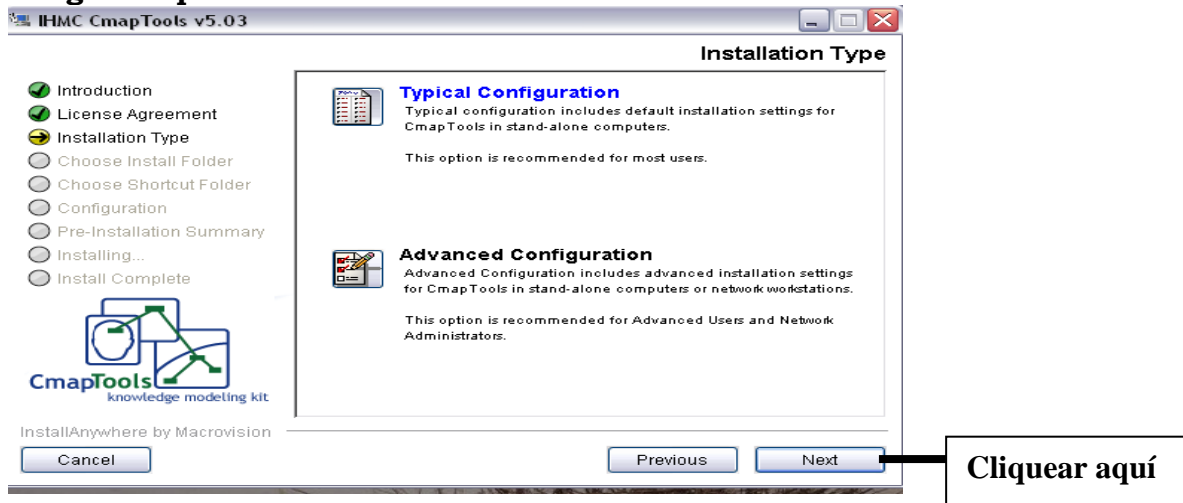 IHMC CmapTools v5.03
Installation Type
Introduction
License Agreement
Installation Type
Choose Install Folder
Choose Shortcut Folder
Configuration
Pre-Installation Summary
Installing...
Install Complete
Typical Configuration
Typical configuration includes default installation settings for
CmapTools in stand-alone computers.
This option is recommended for most users.
Advanced Configuration
Advanced Configuration includes advanced installation settings
for CmapTools in stand-alone computers or network workstations.
This option is recommended for Advanced Users and Network
Administrators.
CmapTools
knowledge modeling kit
InstallAnywhere by Macrovision
Cancel
Previous
Next
Cliquear aquí